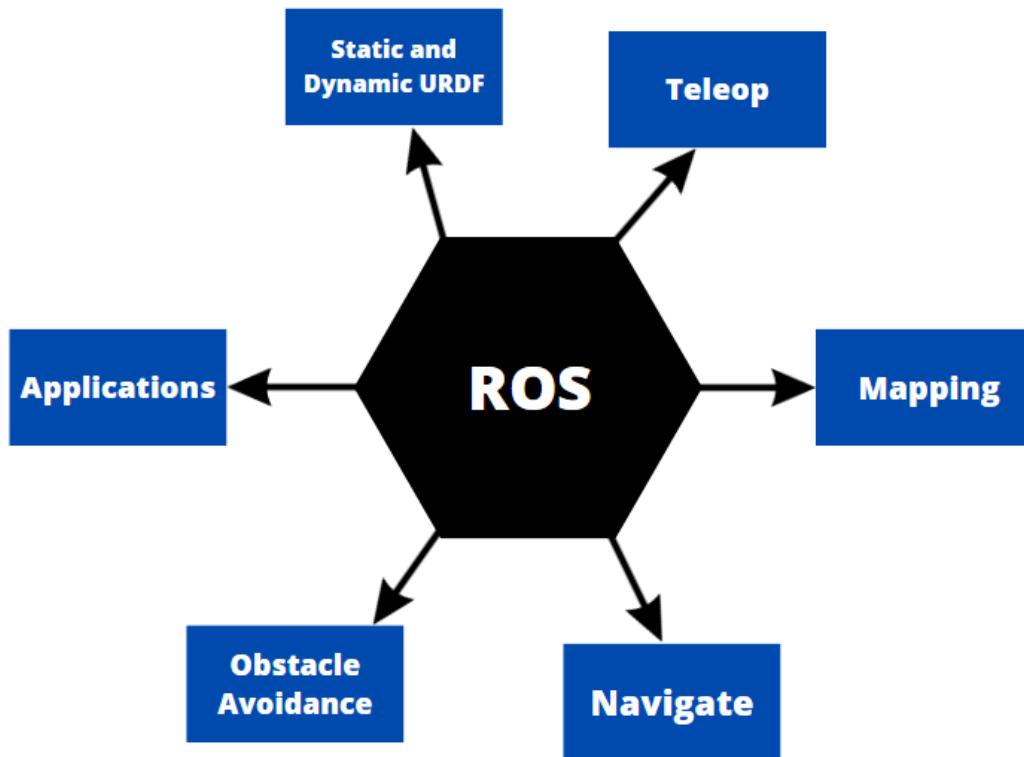 Static and
Dynamic URDF
Teleop
Applications
ROS
Mapping
Obstacle
Avoidance
Navigate